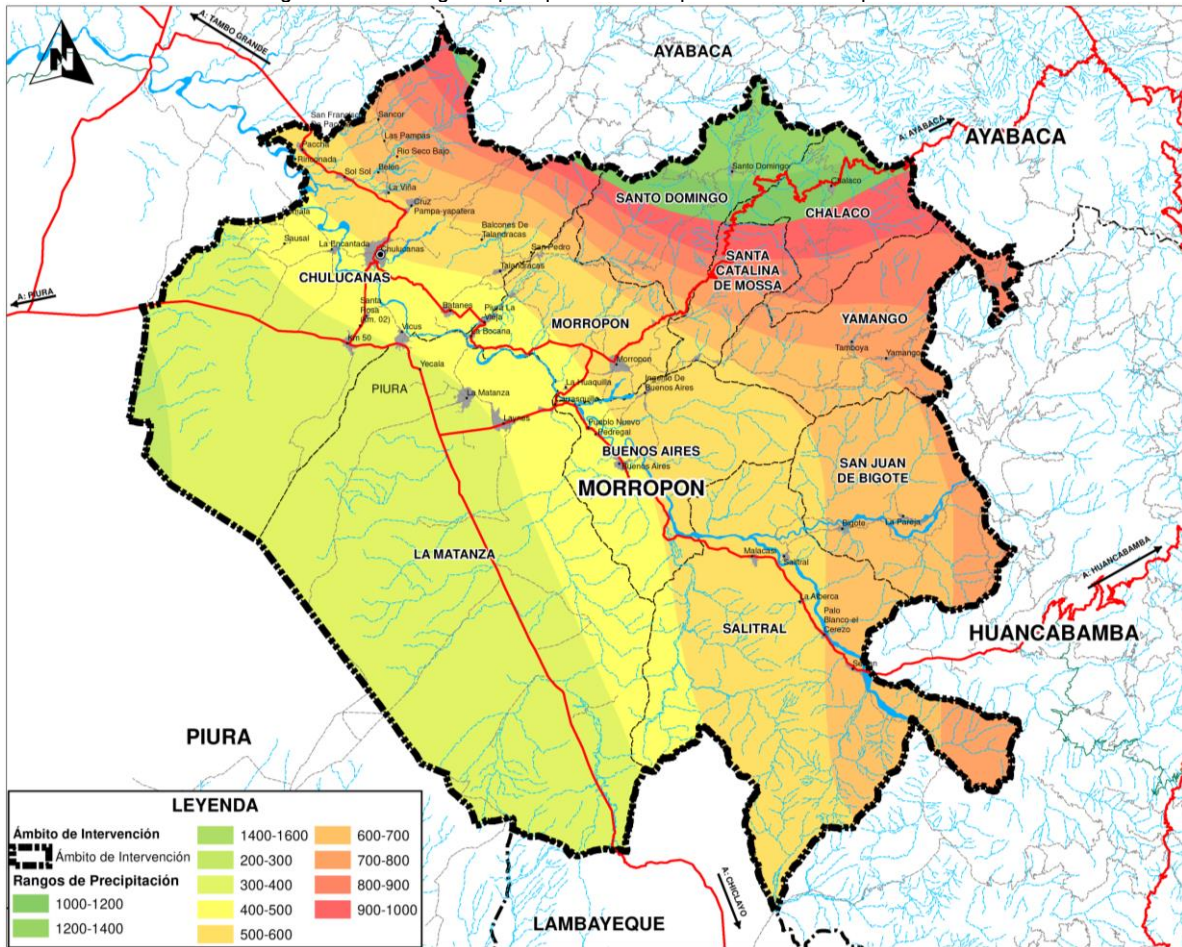 A: TAMBO GRANDE
N
AYABACA
AYABACA
A: AYABACA
San Francisco
Sancor
Paccha
Las Pampas
Rinconada
Rio Seco Bajo
Sol Sol
Belen
La Viña
Cruz
Pampa-yapatera
Santo Domingo
Chalaco
SANTO DOMINGO
CHALACO
Sausal
La Encantada
Chulucanas
Balcones De
Talandracas
San Pedro
Talandracas
CHULUCANAS
SANTA
CATALINA
DE MOSSA
A: PIURA
Santa
Rosa
(km. 02)
Km 50
Vicus
Batanes
Piura La
Vieja
La Bocana
MORROPON
YAMANGO
Tamboya
Yamango
Yecala
PIURA
Morropon
La Matanza
La Huaquilla
Ingenio De
Buenos Aires
Carrasquillo
Laynas
Pueblo Nuevo
Pedregal
BUENOS AIRES
Buenos Aires
MORROPON
SAN JUAN
DE BIGOTE
Bigote
La Pareja
LA MATANZA
Malacasi
Salitral
La Alberca
Palo
Blanco-el
Cerezo
SALITRAL
Serran
A: HUANCABAMBA
HUANCABAMBA
PIURA
LAMBAYEQUE
A: CHICLAYO
LEYENDA
Ámbito de Intervención
Ámbito de Intervención
Rangos de Precipitación
1000-1200
1200-1400
1400-1600
200-300
300-400
400-500
500-600
600-700
700-800
800-900
900-1000